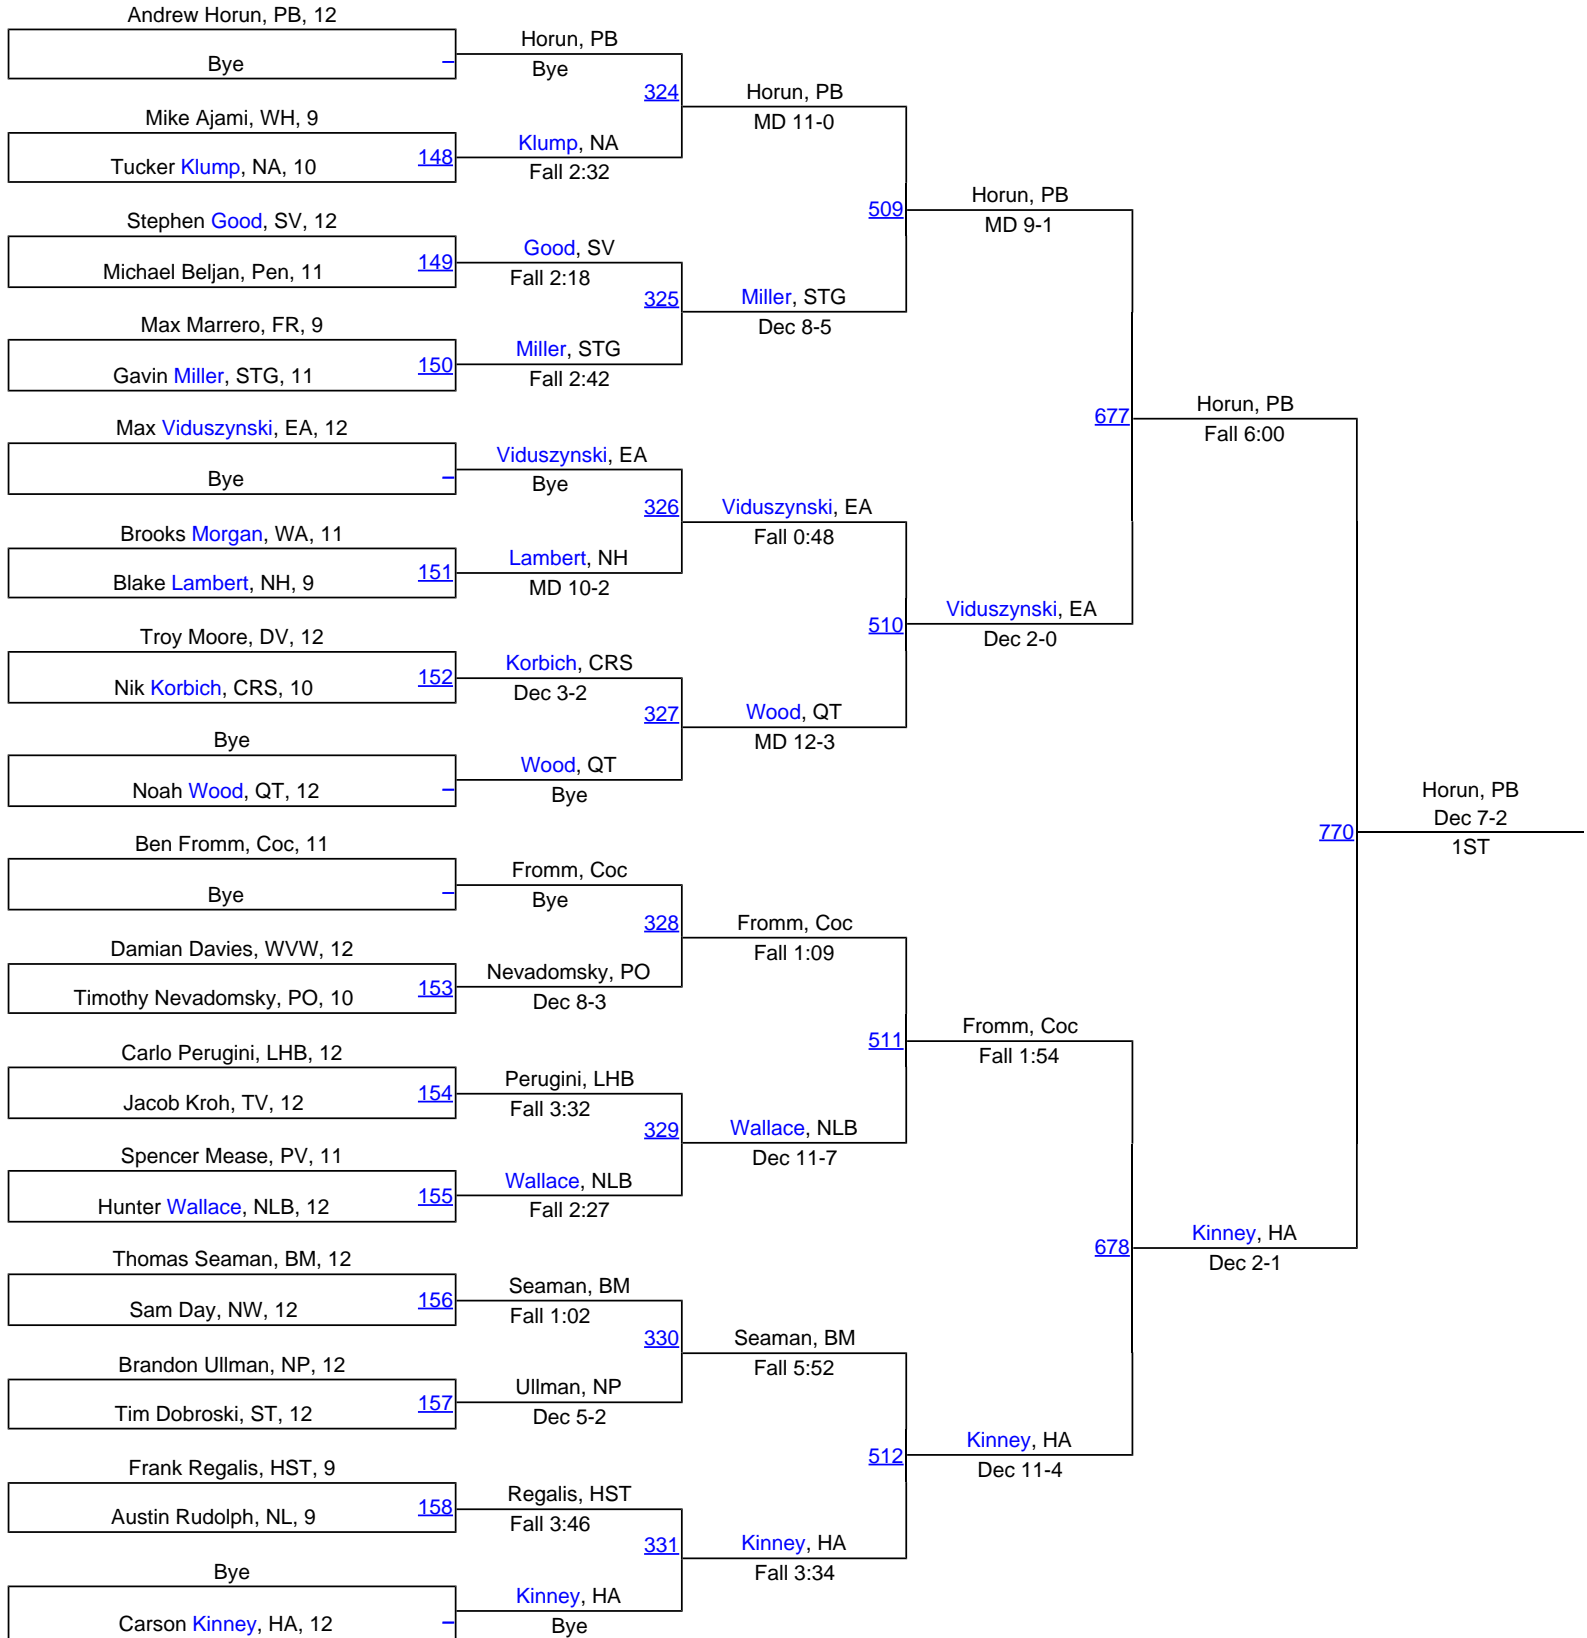 Andrew Horun, PB, 12
Bye
–
Mike Ajami, WH, 9
Tucker Klump, NA, 10
148
Stephen Good, SV, 12
Michael Beljan, Pen, 11
149
Max Marrero, FR, 9
Gavin Miller, STG, 11
150
Max Viduszynski, EA, 12
Bye
–
Brooks Morgan, WA, 11
Blake Lambert, NH, 9
151
Troy Moore, DV, 12
Nik Korbich, CRS, 10
152
Bye
Noah Wood, QT, 12
–
Ben Fromm, Coc, 11
Bye
–
Damian Davies, WVW, 12
Timothy Nevadomsky, PO, 10
153
Carlo Perugini, LHB, 12
Jacob Kroh, TV, 12
154
Spencer Mease, PV, 11
Hunter Wallace, NLB, 12
155
Thomas Seaman, BM, 12
Sam Day, NW, 12
156
Brandon Ullman, NP, 12
Tim Dobroski, ST, 12
157
Frank Regalis, HST, 9
Austin Rudolph, NL, 9
158
Bye
Carson Kinney, HA, 12
–
Horun, PB
Bye
324
Klump, NA
Fall 2:32
Good, SV
Fall 2:18
325
Miller, STG
Fall 2:42
Viduszynski, EA
Bye
326
Lambert, NH
MD 10-2
Korbich, CRS
Dec 3-2
327
Wood, QT
Bye
Fromm, Coc
Bye
328
Nevadomsky, PO
Dec 8-3
Perugini, LHB
Fall 3:32
329
Wallace, NLB
Fall 2:27
Seaman, BM
Fall 1:02
330
Ullman, NP
Dec 5-2
Regalis, HST
Fall 3:46
331
Kinney, HA
Bye
Horun, PB
MD 11-0
509
Miller, STG
Dec 8-5
Viduszynski, EA
Fall 0:48
510
Wood, QT
MD 12-3
Fromm, Coc
Fall 1:09
511
Wallace, NLB
Dec 11-7
Seaman, BM
Fall 5:52
512
Kinney, HA
Fall 3:34
Horun, PB
MD 9-1
677
Viduszynski, EA
Dec 2-0
Fromm, Coc
Fall 1:54
678
Kinney, HA
Dec 11-4
Horun, PB
Fall 6:00
770
Kinney, HA
Dec 2-1
Horun, PB
Dec 7-2
1ST